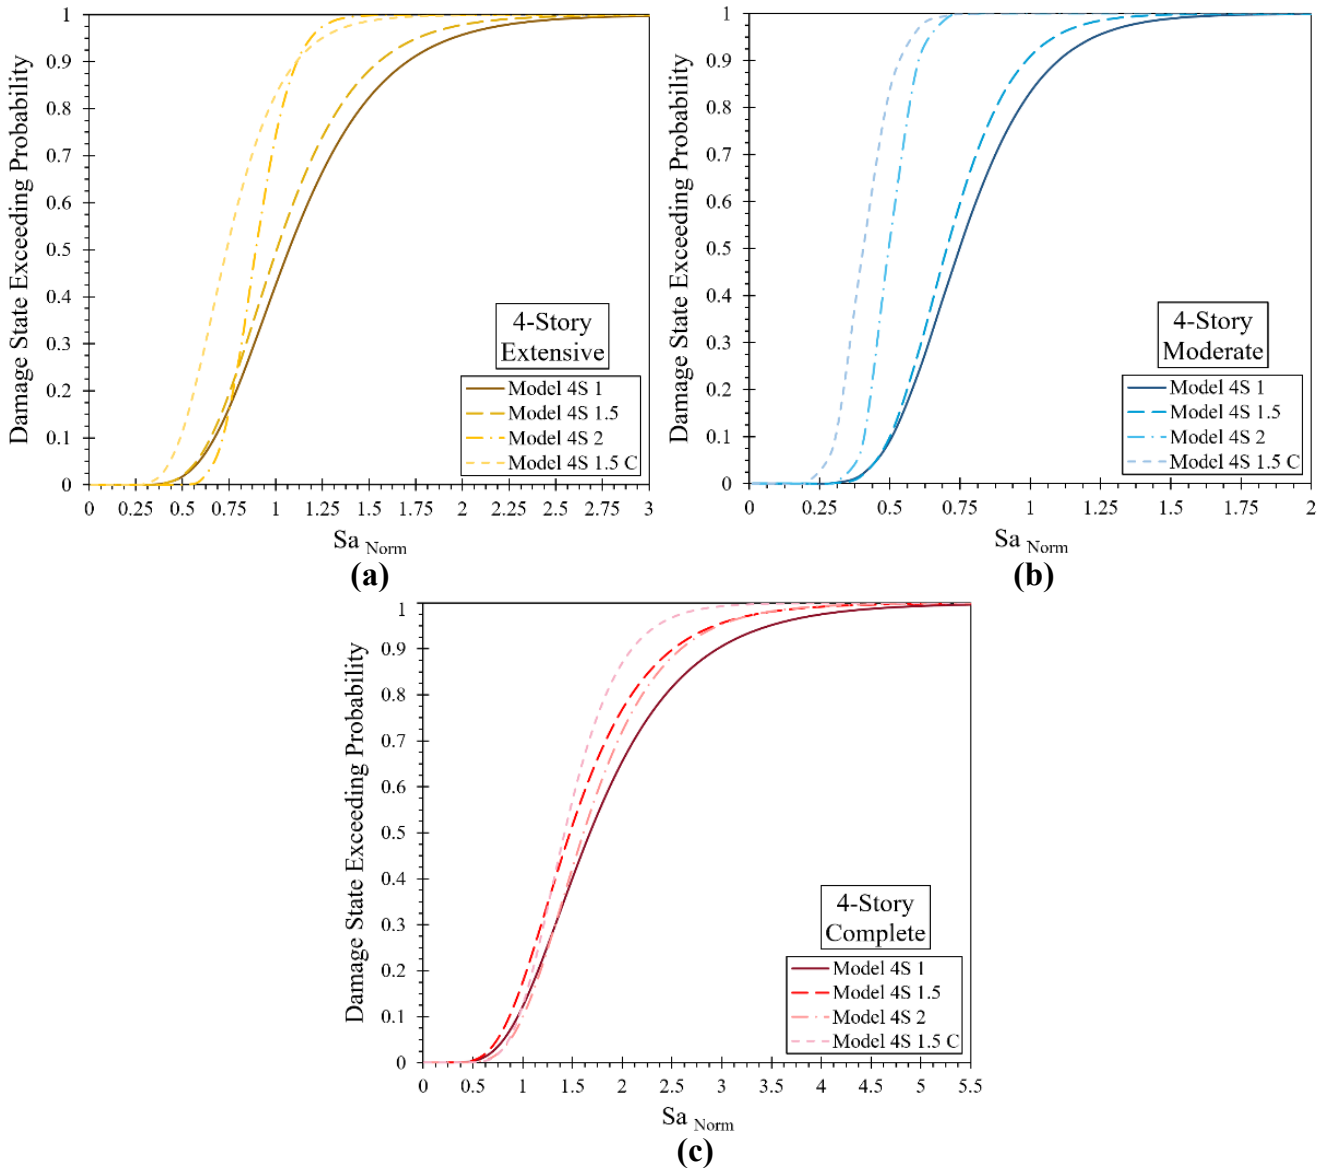 Damage State Exceeding Probability
1
0.9
0.8
0.7
0.6
0.5
0.4
0.3
0.2
0.1
0
0 0.25 0.5 0.75 1 1.25 1.5 1.75 2 2.25 2.5 2.75 3
Sa Norm
4-Story
Extensive
Model 4S 1
Model 4S 1.5
Model 4S 2
Model 4S 1.5 C
(a)
Damage State Exceeding Probability
1
0.9
0.8
0.7
0.6
0.5
0.4
0.3
0.2
0.1
0
0 0.25 0.5 0.75 1 1.25 1.5 1.75 2
Sa Norm
4-Story
Moderate
Model 4S 1
Model 4S 1.5
Model 4S 2
Model 4S 1.5 C
(b)
Damage State Exceeding Probability
1
0.9
0.8
0.7
0.6
0.5
0.4
0.3
0.2
0.1
0
0 0.5 1 1.5 2 2.5 3 3.5 4 4.5 5 5.5
Sa Norm
4-Story
Complete
Model 4S 1
Model 4S 1.5
Model 4S 2
Model 4S 1.5 C
(c)